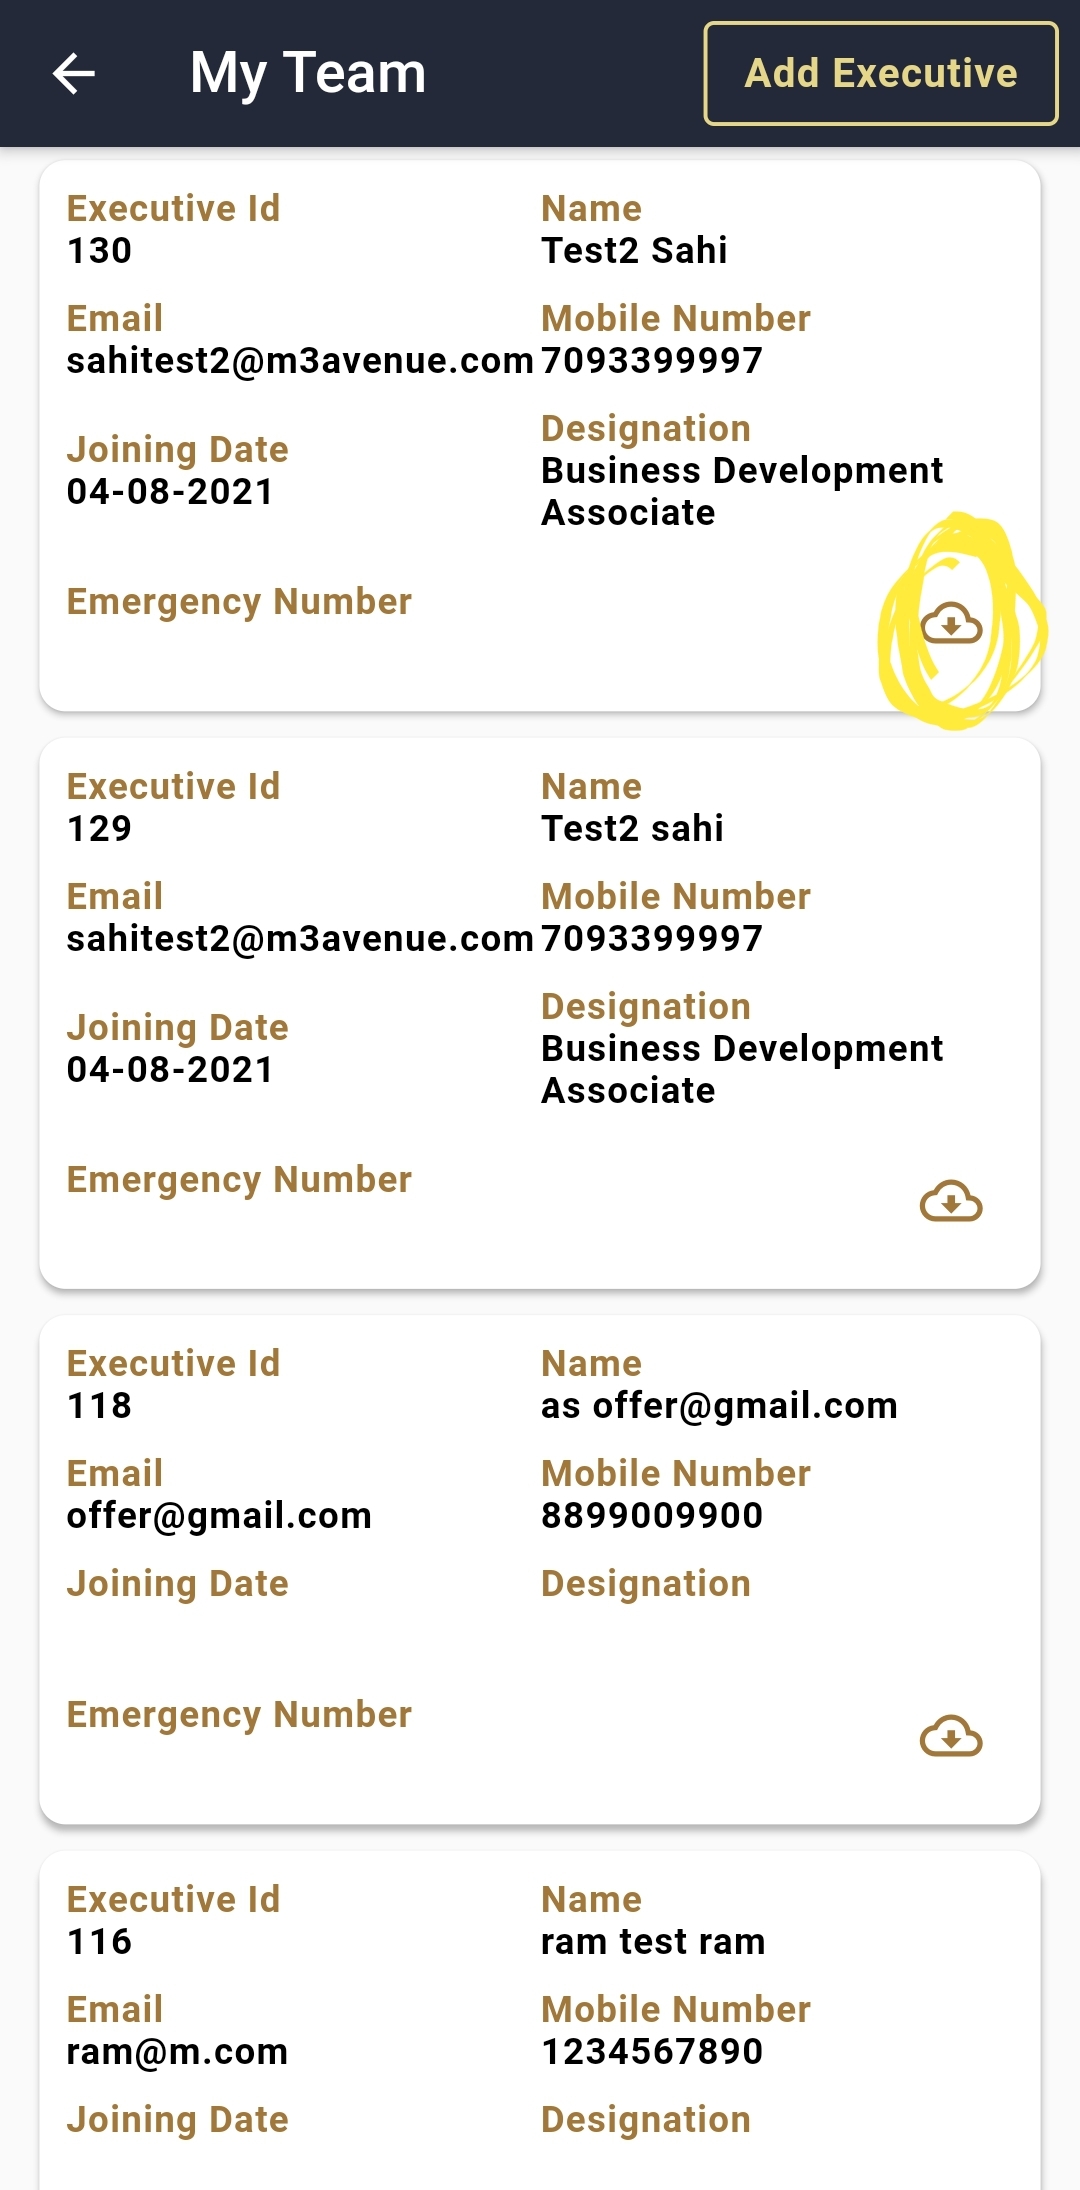 My Team
Add Executive
Executive Id
130
Name
Test2 Sahi
Email
sahitest2@m3avenue.com
Mobile Number
7093399997
Joining Date
04-08-2021
Designation
Business Development
Associate
Emergency Number
Executive Id
129
Name
Test2 sahi
Email
sahitest2@m3avenue.com
Mobile Number
7093399997
Joining Date
04-08-2021
Designation
Business Development
Associate
Emergency Number
Executive Id
118
Name
as offer@gmail.com
Email
offer@gmail.com
Mobile Number
8899009900
Joining Date
Designation
Emergency Number
Executive Id
116
Name
ram test ram
Email
ram@m.com
Mobile Number
1234567890
Joining Date
Designation